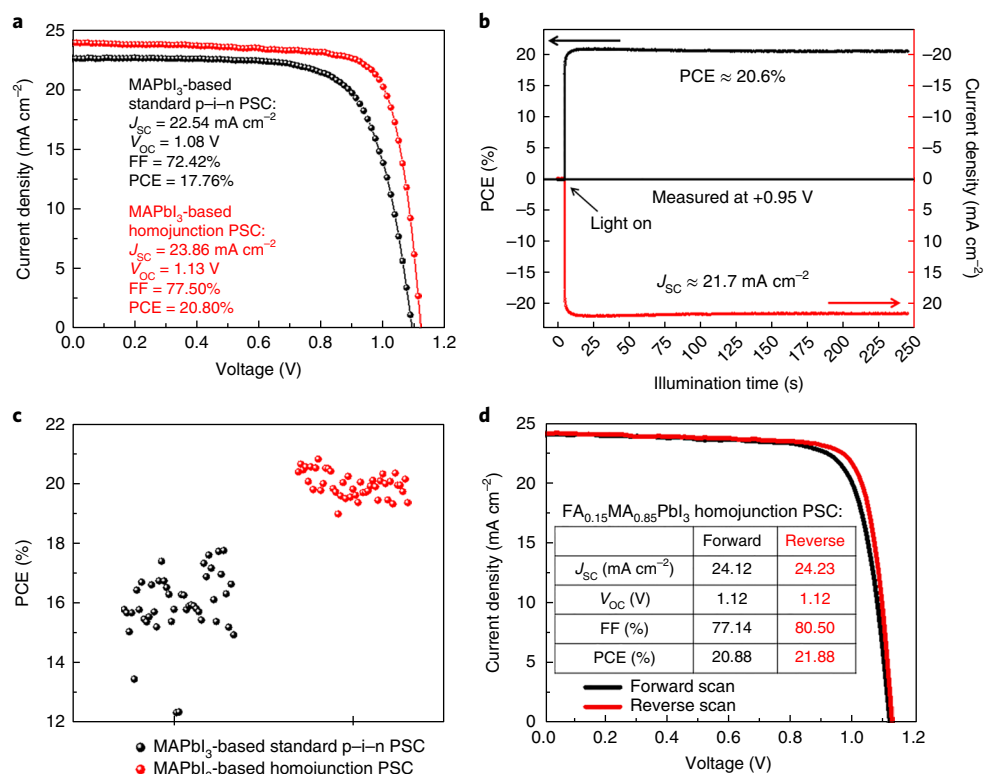 a
Current density (mA cm⁻²)
25
20
15
10
5
0
MAPbI₃-based
standard p–i–n PSC:
J_SC = 22.54 mA cm⁻²
V_OC = 1.08 V
FF = 72.42%
PCE = 17.76%
MAPbI₃-based
homojunction PSC:
J_SC = 23.86 mA cm⁻²
V_OC = 1.13 V
FF = 77.50%
PCE = 20.80%
0.0 0.2 0.4 0.6 0.8 1.0 1.2
Voltage (V)
b
PCE (%)
20
15
10
5
0
−5
−10
−15
−20
PCE ≈ 20.6%
Measured at +0.95 V
Light on
J_SC ≈ 21.7 mA cm⁻²
−20
−15
−10
−5
0
5
10
15
20
Current density
(mA cm⁻²)
0 25 50 75 100 125 150 175 200 225 250
Illumination time (s)
c
PCE (%)
22
20
18
16
14
12
MAPbI₃-based standard p–i–n PSC
MAPbI₃-based homojunction PSC
d
Current density (mA cm⁻²)
25
20
15
10
5
0
FA₀.₁₅MA₀.₈₅PbI₃ homojunction PSC:
Forward Reverse
J_SC (mA cm⁻²) 24.12 24.23
V_OC (V) 1.12 1.12
FF (%) 77.14 80.50
PCE (%) 20.88 21.88
Forward scan
Reverse scan
0.0 0.2 0.4 0.6 0.8 1.0 1.2
Voltage (V)